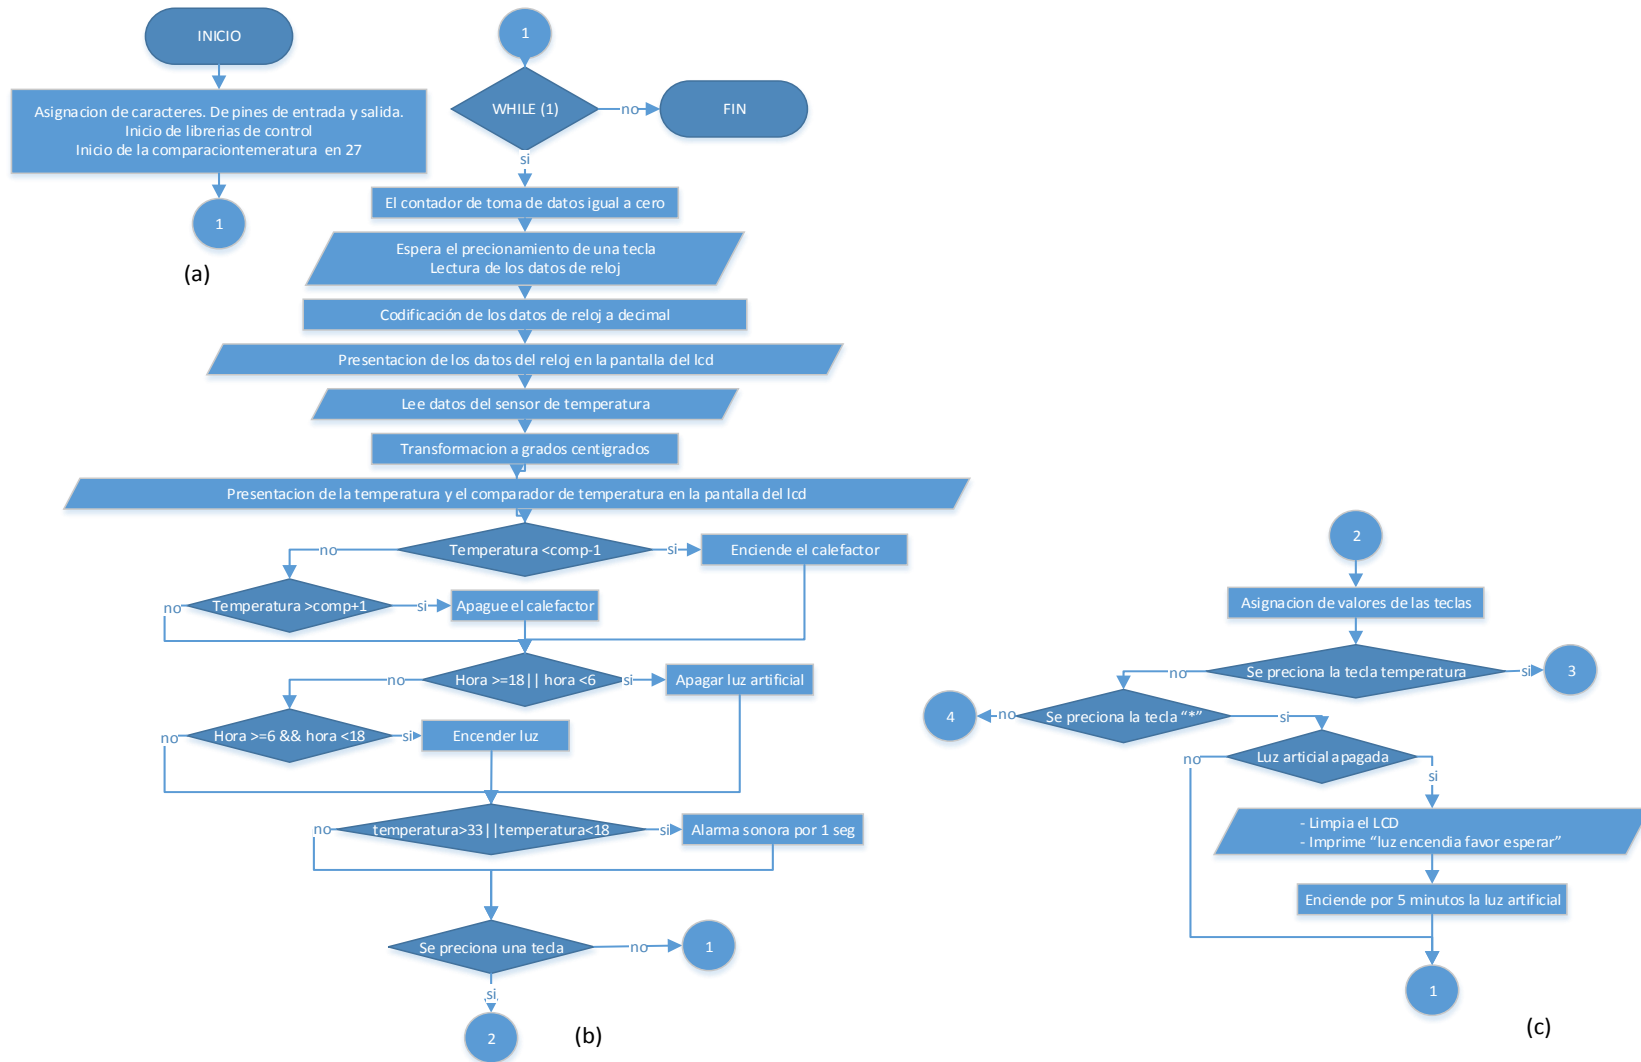 INICIO
Asignacion de caracteres. De pines de entrada y salida.
Inicio de librerias de control
Inicio de la comparaciontemeratura en 27
1
(a)
1
WHILE (1)
no
FIN
si
El contador de toma de datos igual a cero
Espera el precionamiento de una tecla
Lectura de los datos de reloj
Codificación de los datos de reloj a decimal
Presentacion de los datos del reloj en la pantalla del lcd
Lee datos del sensor de temperatura
Transformacion a grados centigrados
Presentacion de la temperatura y el comparador de temperatura en la pantalla del lcd
no
Temperatura <comp-1
si
Enciende el calefactor
no
Temperatura >comp+1
si
Apague el calefactor
no
Hora >=18|| hora <6
si
Apagar luz artificial
no
Hora >=6 && hora <18
si
Encender luz
no
temperatura>33||temperatura<18
si
Alarma sonora por 1 seg
Se preciona una tecla
no
1
si
2
(b)
2
Asignacion de valores de las teclas
no
Se preciona la tecla temperatura
si
3
4
no
Se preciona la tecla “*”
si
no
Luz articial apagada
si
- Limpia el LCD
- Imprime “luz encendia favor esperar”
Enciende por 5 minutos la luz artificial
1
(c)